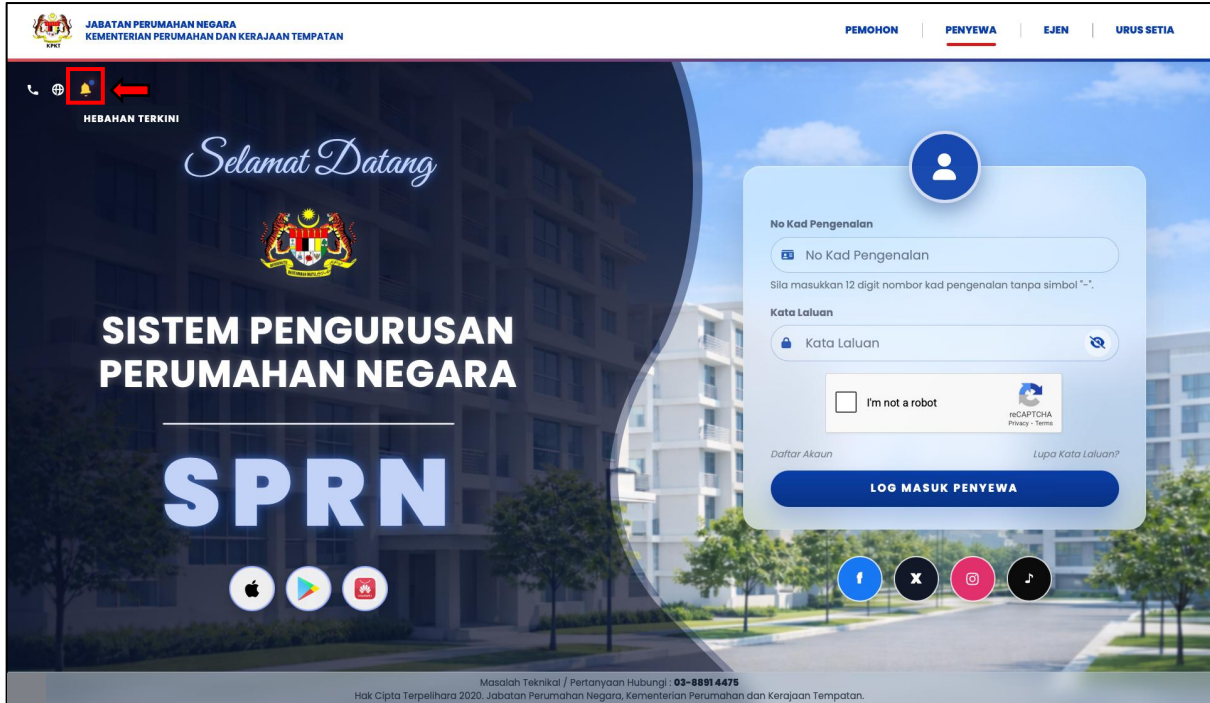 JABATAN PERUMAHAN NEGARA
KEMENTERIAN PERUMAHAN DAN KERAJAAN TEMPATAN
KPKT
PEMOHON
PENYEWA
EJEN
URUS SETIA
HEBAHAN TERKINI
Selamat Datang
SISTEM PENGURUSAN
PERUMAHAN NEGARA
SPRN
No Kad Pengenalan
No Kad Pengenalan
Sila masukkan 12 digit nombor kad pengenalan tanpa simbol "-".
Kata Laluan
Kata Laluan
I'm not a robot
reCAPTCHA
Privacy - Terms
Daftar Akaun
Lupa Kata Laluan?
LOG MASUK PENYEWA
Masalah Teknikal / Pertanyaan Hubungi : 03-8891 4475
Hak Cipta Terpelihara 2020. Jabatan Perumahan Negara, Kementerian Perumahan dan Kerajaan Tempatan.